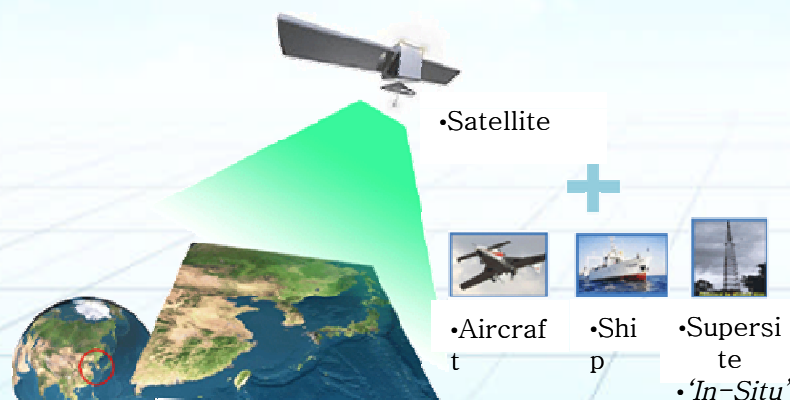 •Satellite
•Aircraf
t
•Shi
p
•Supersi
te
•‘In-Situ’